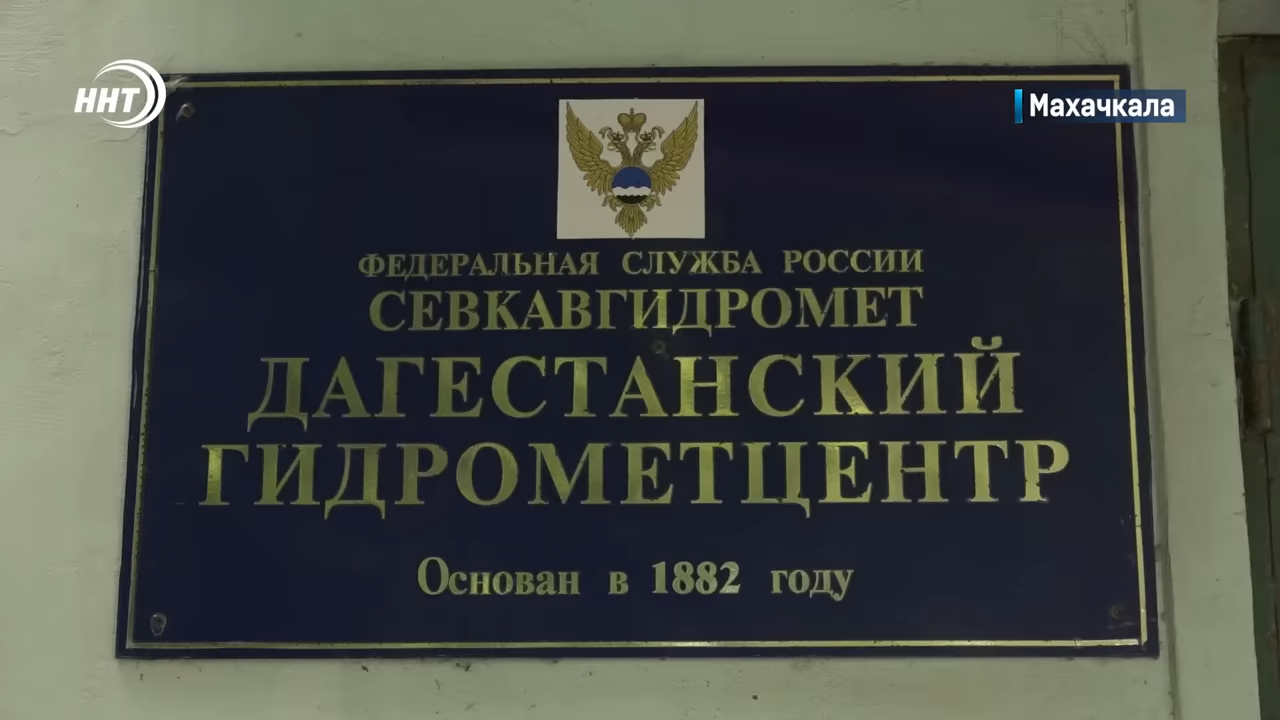 ННТ
Махачкала
ФЕДЕРАЛЬНАЯ СЛУЖБА РОССИИ
СЕВКАВГИДРОМЕТ
ДАГЕСТАНСКИЙ
ГИДРОМЕТЦЕНТР
Основан в 1882 году